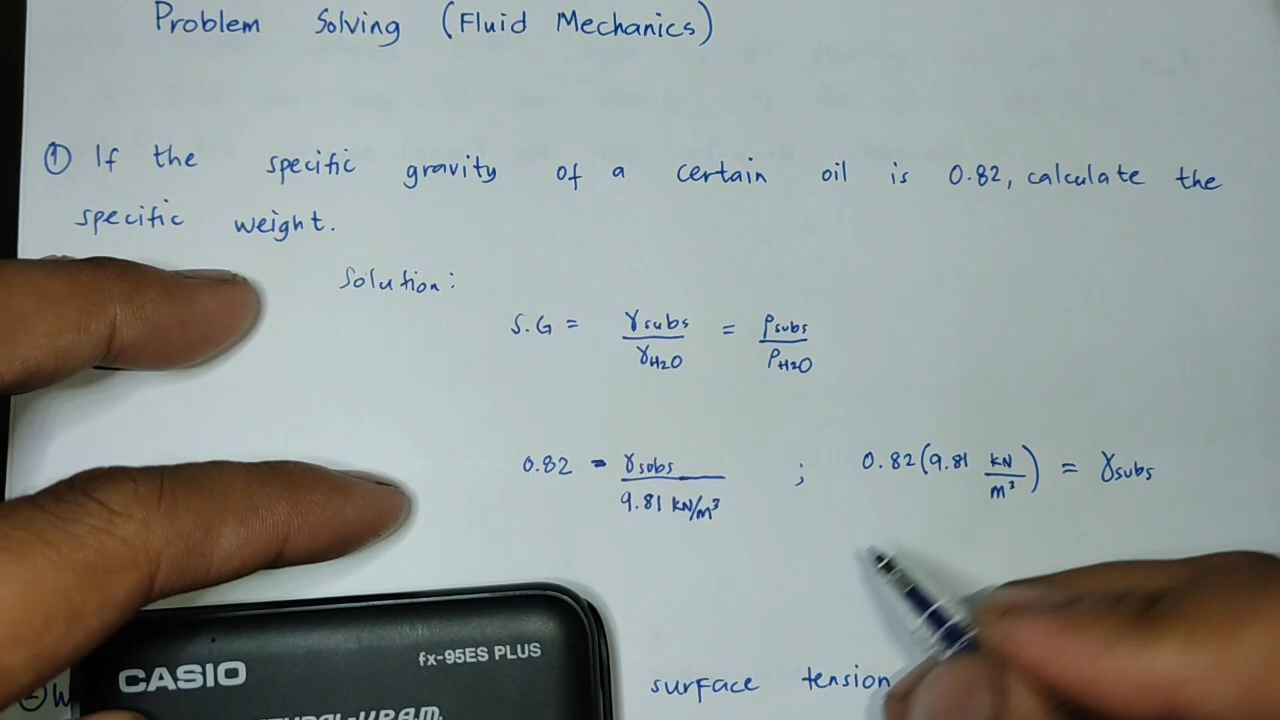 Problem Solving (Fluid Mechanics)
① If the specific gravity of a certain oil is 0.82, calculate the
specific weight.
Solution:
S.G = γsubs / γH2O = ρsubs / ρH2O
0.82 = γsubs / 9.81 kN/m³ ; 0.82(9.81 kN/m³) = γsubs
surface tension
CASIO fx-95ES PLUS